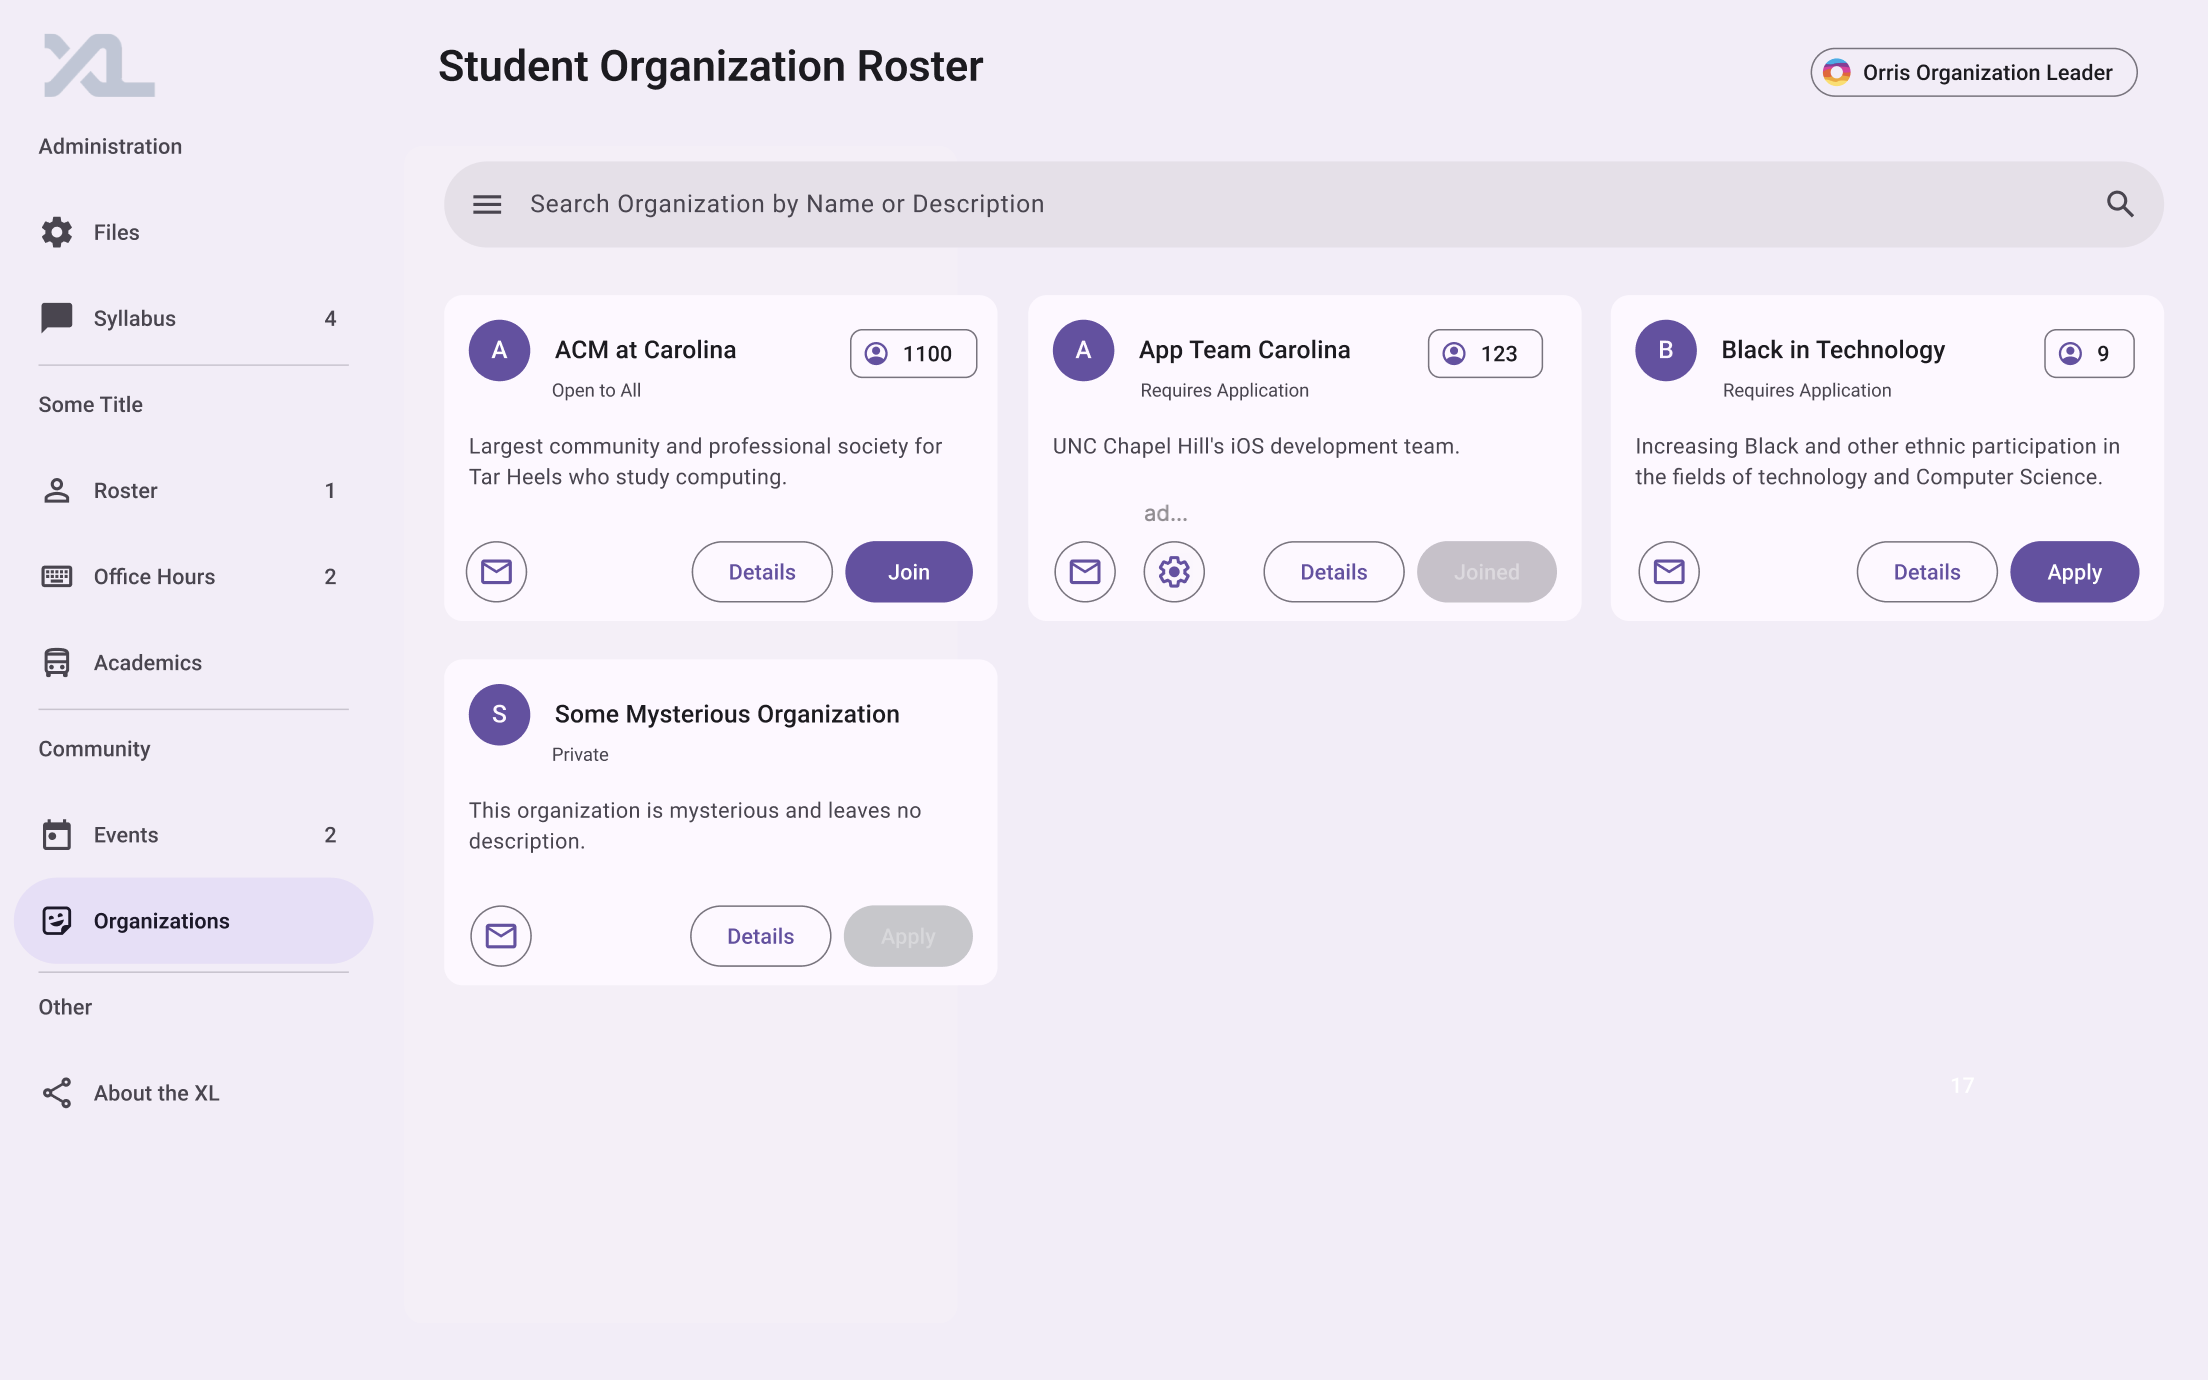 XL
Student Organization Roster
Orris Organization Leader
Administration
Files
Syllabus 4
Some Title
Roster 1
Office Hours 2
Academics
Community
Events 2
Organizations
Other
About the XL
Search Organization by Name or Description
A
ACM at Carolina
1100
Open to All
Largest community and professional society for
Tar Heels who study computing.
Details
Join
A
App Team Carolina
123
Requires Application
UNC Chapel Hill's iOS development team.
ad...
Details
Joined
B
Black in Technology
9
Requires Application
Increasing Black and other ethnic participation in
the fields of technology and Computer Science.
Details
Apply
S
Some Mysterious Organization
Private
This organization is mysterious and leaves no
description.
Details
Apply
17